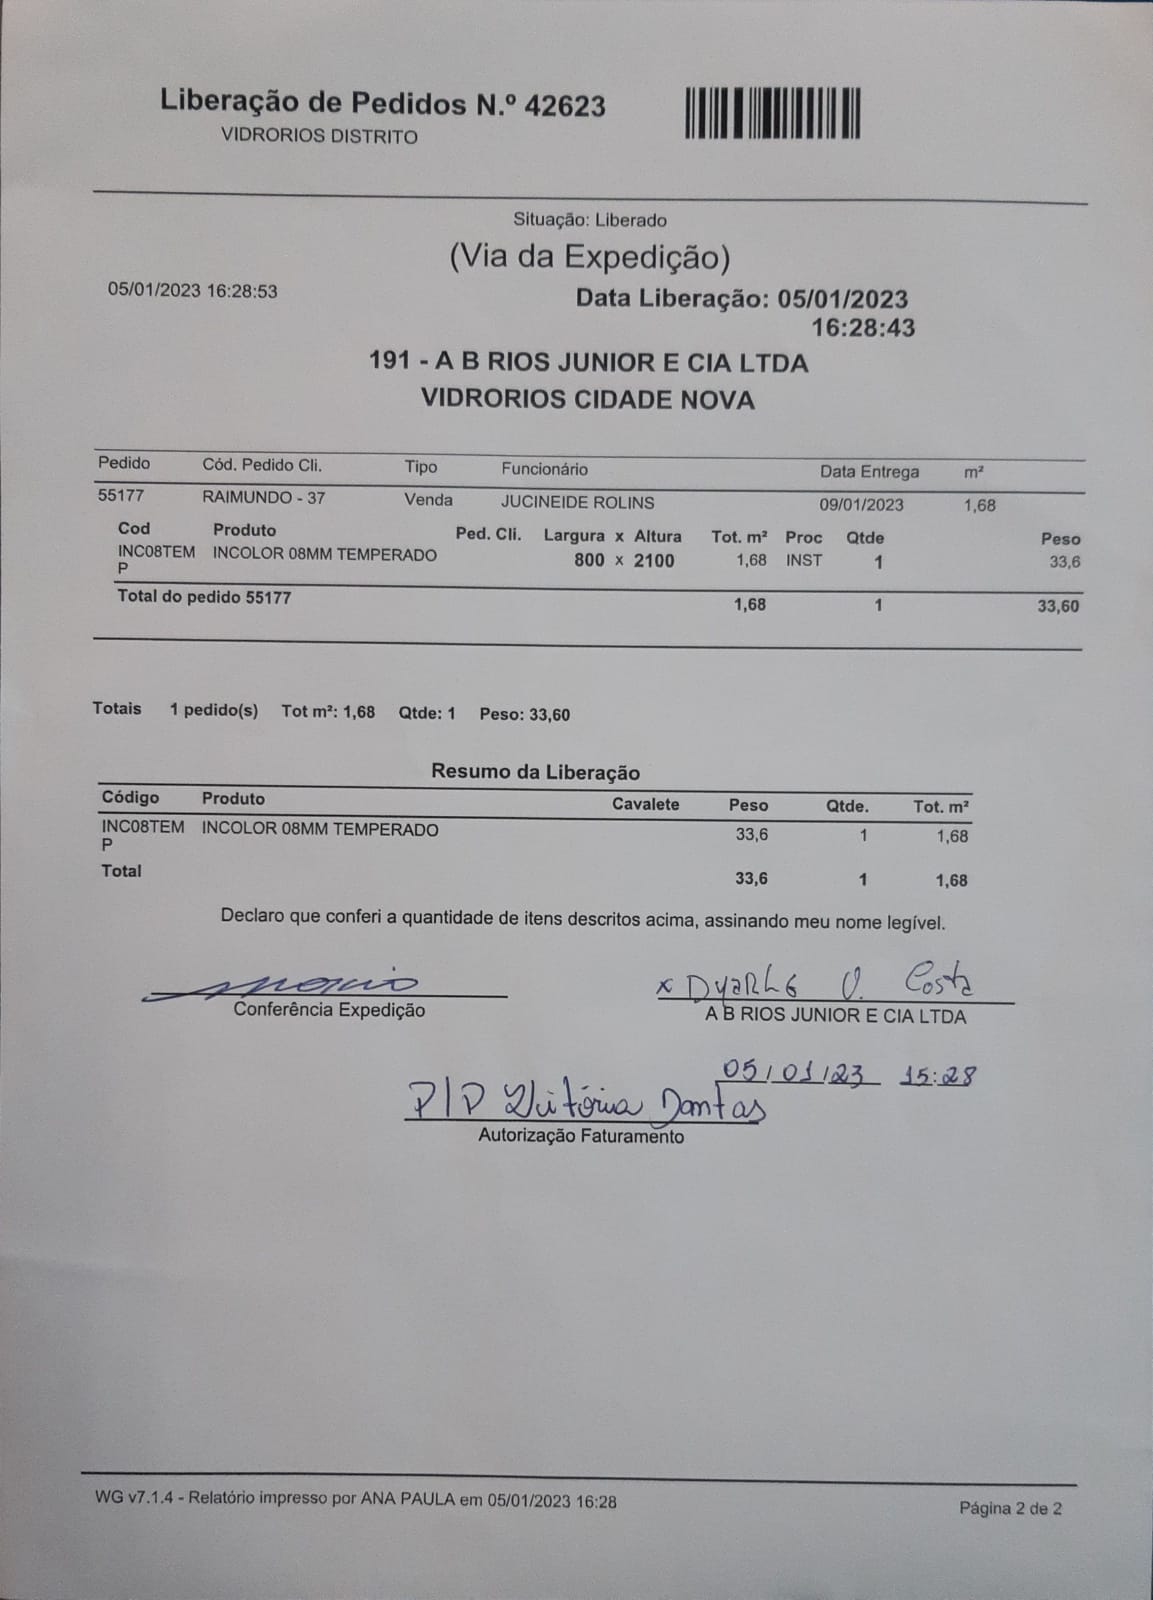 Liberação de Pedidos N.º 42623
VIDRORIOS DISTRITO
Situação: Liberado
(Via da Expedição)
05/01/2023 16:28:53
Data Liberação: 05/01/2023
16:28:43
191 - A B RIOS JUNIOR E CIA LTDA
VIDRORIOS CIDADE NOVA
Pedido Cód. Pedido Cli. Tipo Funcionário Data Entrega m²
55177 RAIMUNDO - 37 Venda JUCINEIDE ROLINS 09/01/2023 1,68
Cod Produto Ped. Cli. Largura x Altura Tot. m² Proc Qtde Peso
INC08TEM INCOLOR 08MM TEMPERADO 800 x 2100 1,68 INST 1 33,6
P
Total do pedido 55177 1,68 1 33,60
Totais 1 pedido(s) Tot m²: 1,68 Qtde: 1 Peso: 33,60
Resumo da Liberação
Código Produto Cavalete Peso Qtde. Tot. m²
INC08TEM INCOLOR 08MM TEMPERADO 33,6 1 1,68
P
Total 33,6 1 1,68
Declaro que conferi a quantidade de itens descritos acima, assinando meu nome legível.
x DyaRLG V. Costa
Conferência Expedição A B RIOS JUNIOR E CIA LTDA
05/01/23 15:28
P/P Vitória Dantas
Autorização Faturamento
WG v7.1.4 - Relatório impresso por ANA PAULA em 05/01/2023 16:28
Página 2 de 2